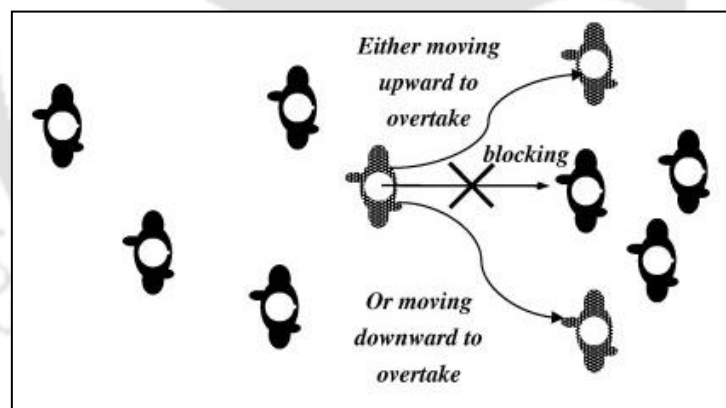 Either moving
upward to
overtake
blocking
Or moving
downward to
overtake